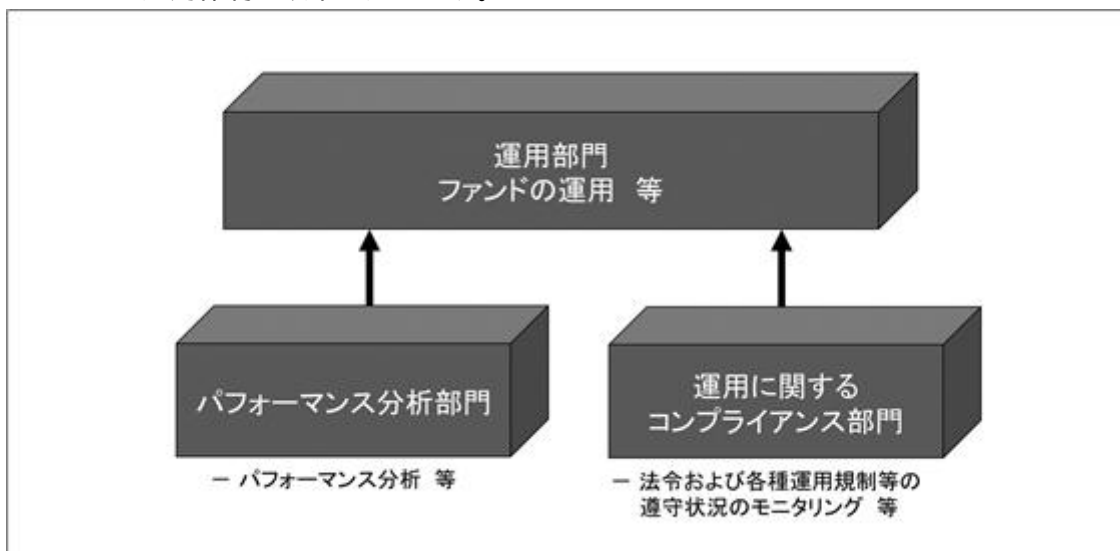 運用部門
ファンドの運用 等
パフォーマンス分析部門
運用に関する
コンプライアンス部門
－ パフォーマンス分析 等
－ 法令および各種運用規制等の
遵守状況のモニタリング 等